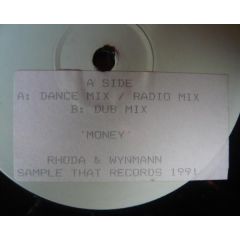 A SIDE
A: DANCE MIX / RADIO MIX
B: DUB MIX
'MONEY'
RHODA & WYNMANN
SAMPLE THAT RECORDS 1991